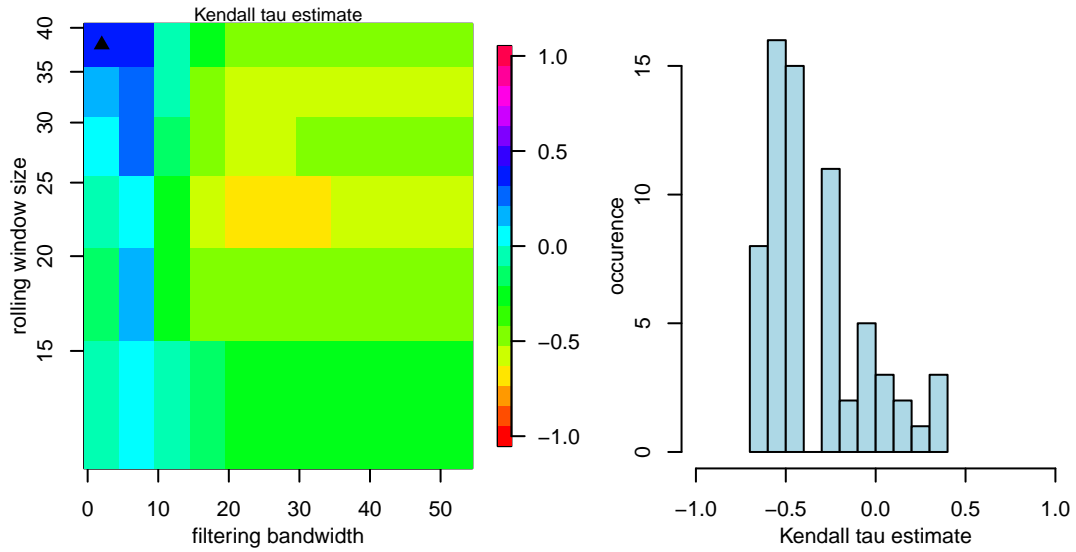 Kendall tau estimate
40
35
30
25
20
15
rolling window size
0 10 20 30 40 50
filtering bandwidth
1.0
0.5
0.0
−0.5
−1.0
15
10
5
0
occurence
−1.0 −0.5 0.0 0.5 1.0
Kendall tau estimate